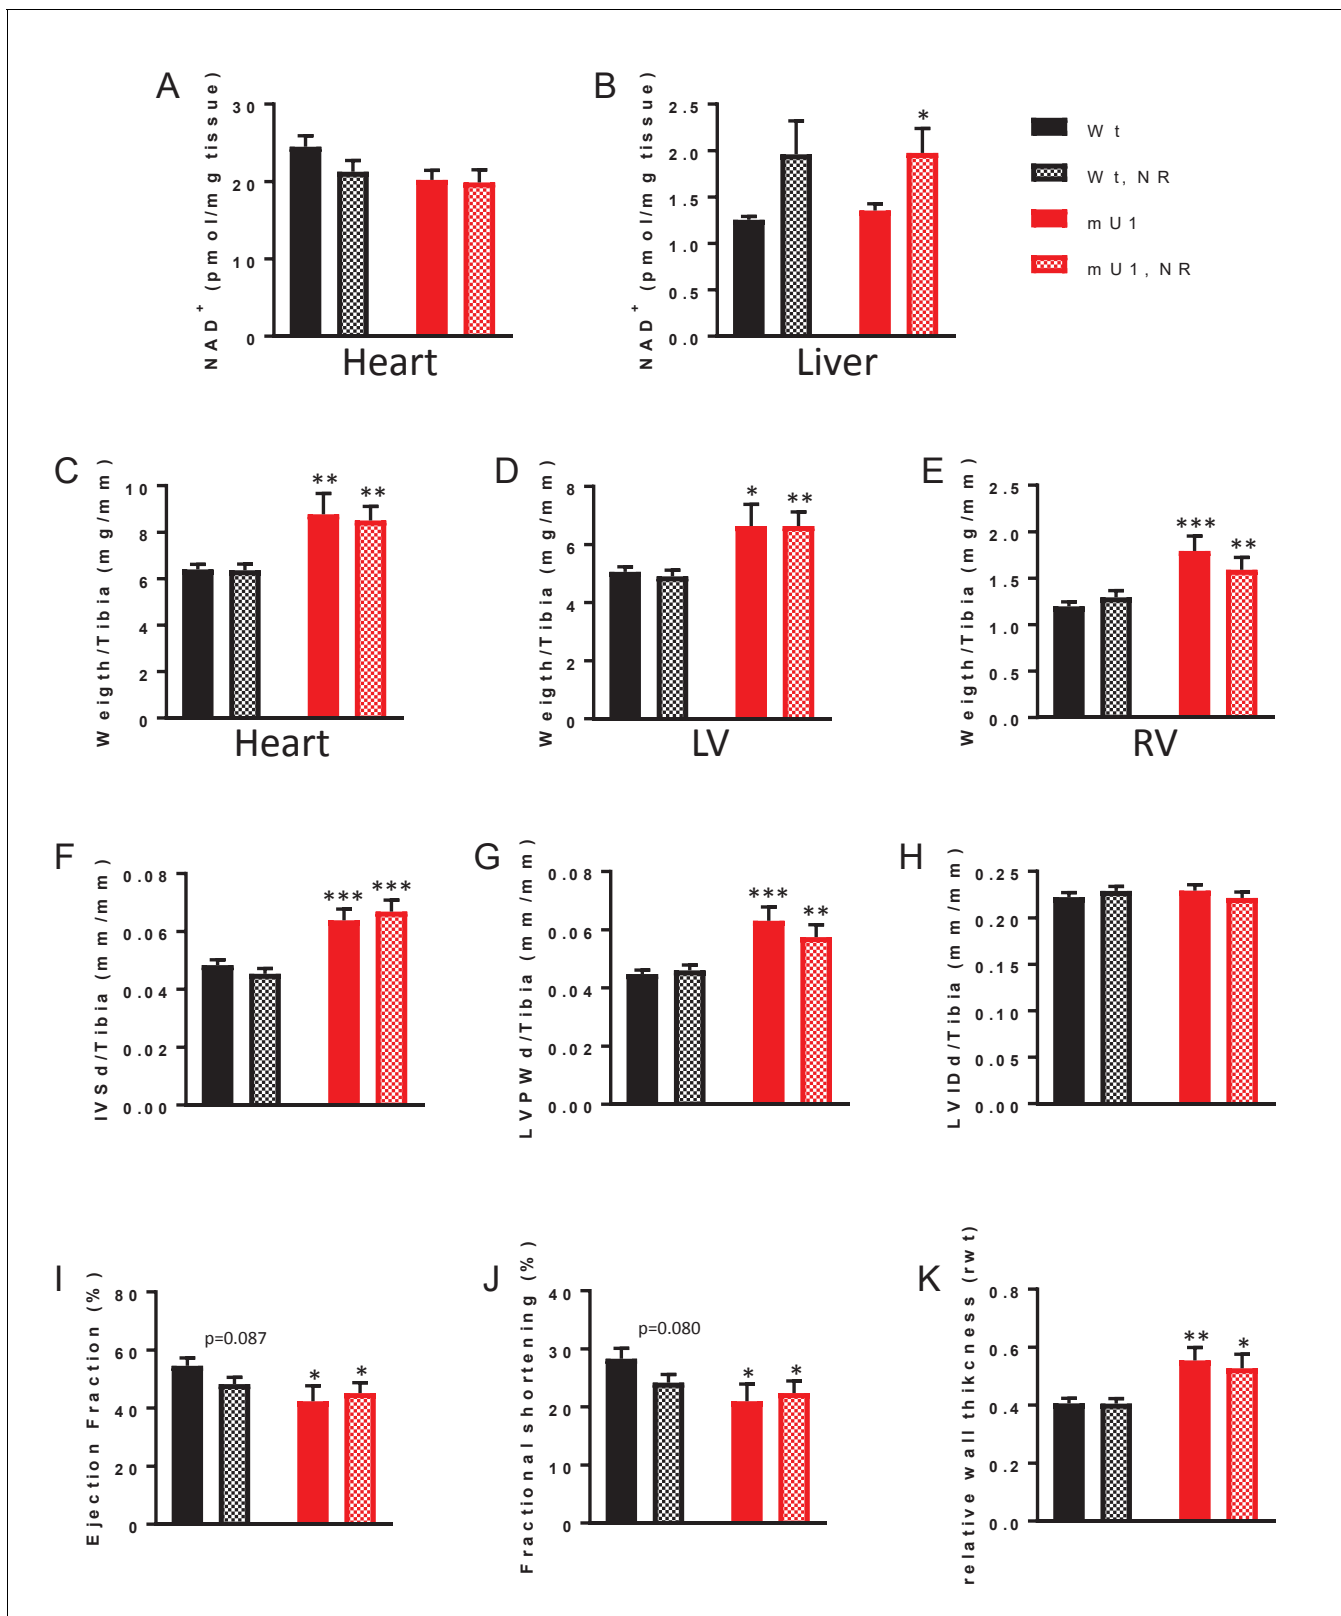 A
NAD+ (pmol/mg tissue)
30
20
10
0
Heart
B
NAD+ (pmol/mg tissue)
2.5
2.0
1.5
1.0
0.5
0.0
*
Liver
Wt
Wt, NR
mU1
mU1, NR
C
Weigth/Tibia (mg/mm)
10
8
6
4
2
0
** **
Heart
D
Weigth/Tibia (mg/mm)
8
6
4
2
0
* **
LV
E
Weigth/Tibia (mg/mm)
2.5
2.0
1.5
1.0
0.5
0.0
*** **
RV
F
IVSd/Tibia (mm/mm)
0.08
0.06
0.04
0.02
0.00
*** ***
G
LVPWd/Tibia (mm/mm)
0.08
0.06
0.04
0.02
0.00
*** **
H
LVIDd/Tibia (mm/mm)
0.25
0.20
0.15
0.10
0.05
0.00
I
Ejection Fraction (%)
80
60
40
20
0
p=0.087
* *
J
Fractional shortening (%)
40
30
20
10
0
p=0.080
* *
K
relative wall thikcness (rwt)
0.8
0.6
0.4
0.2
0.0
** *